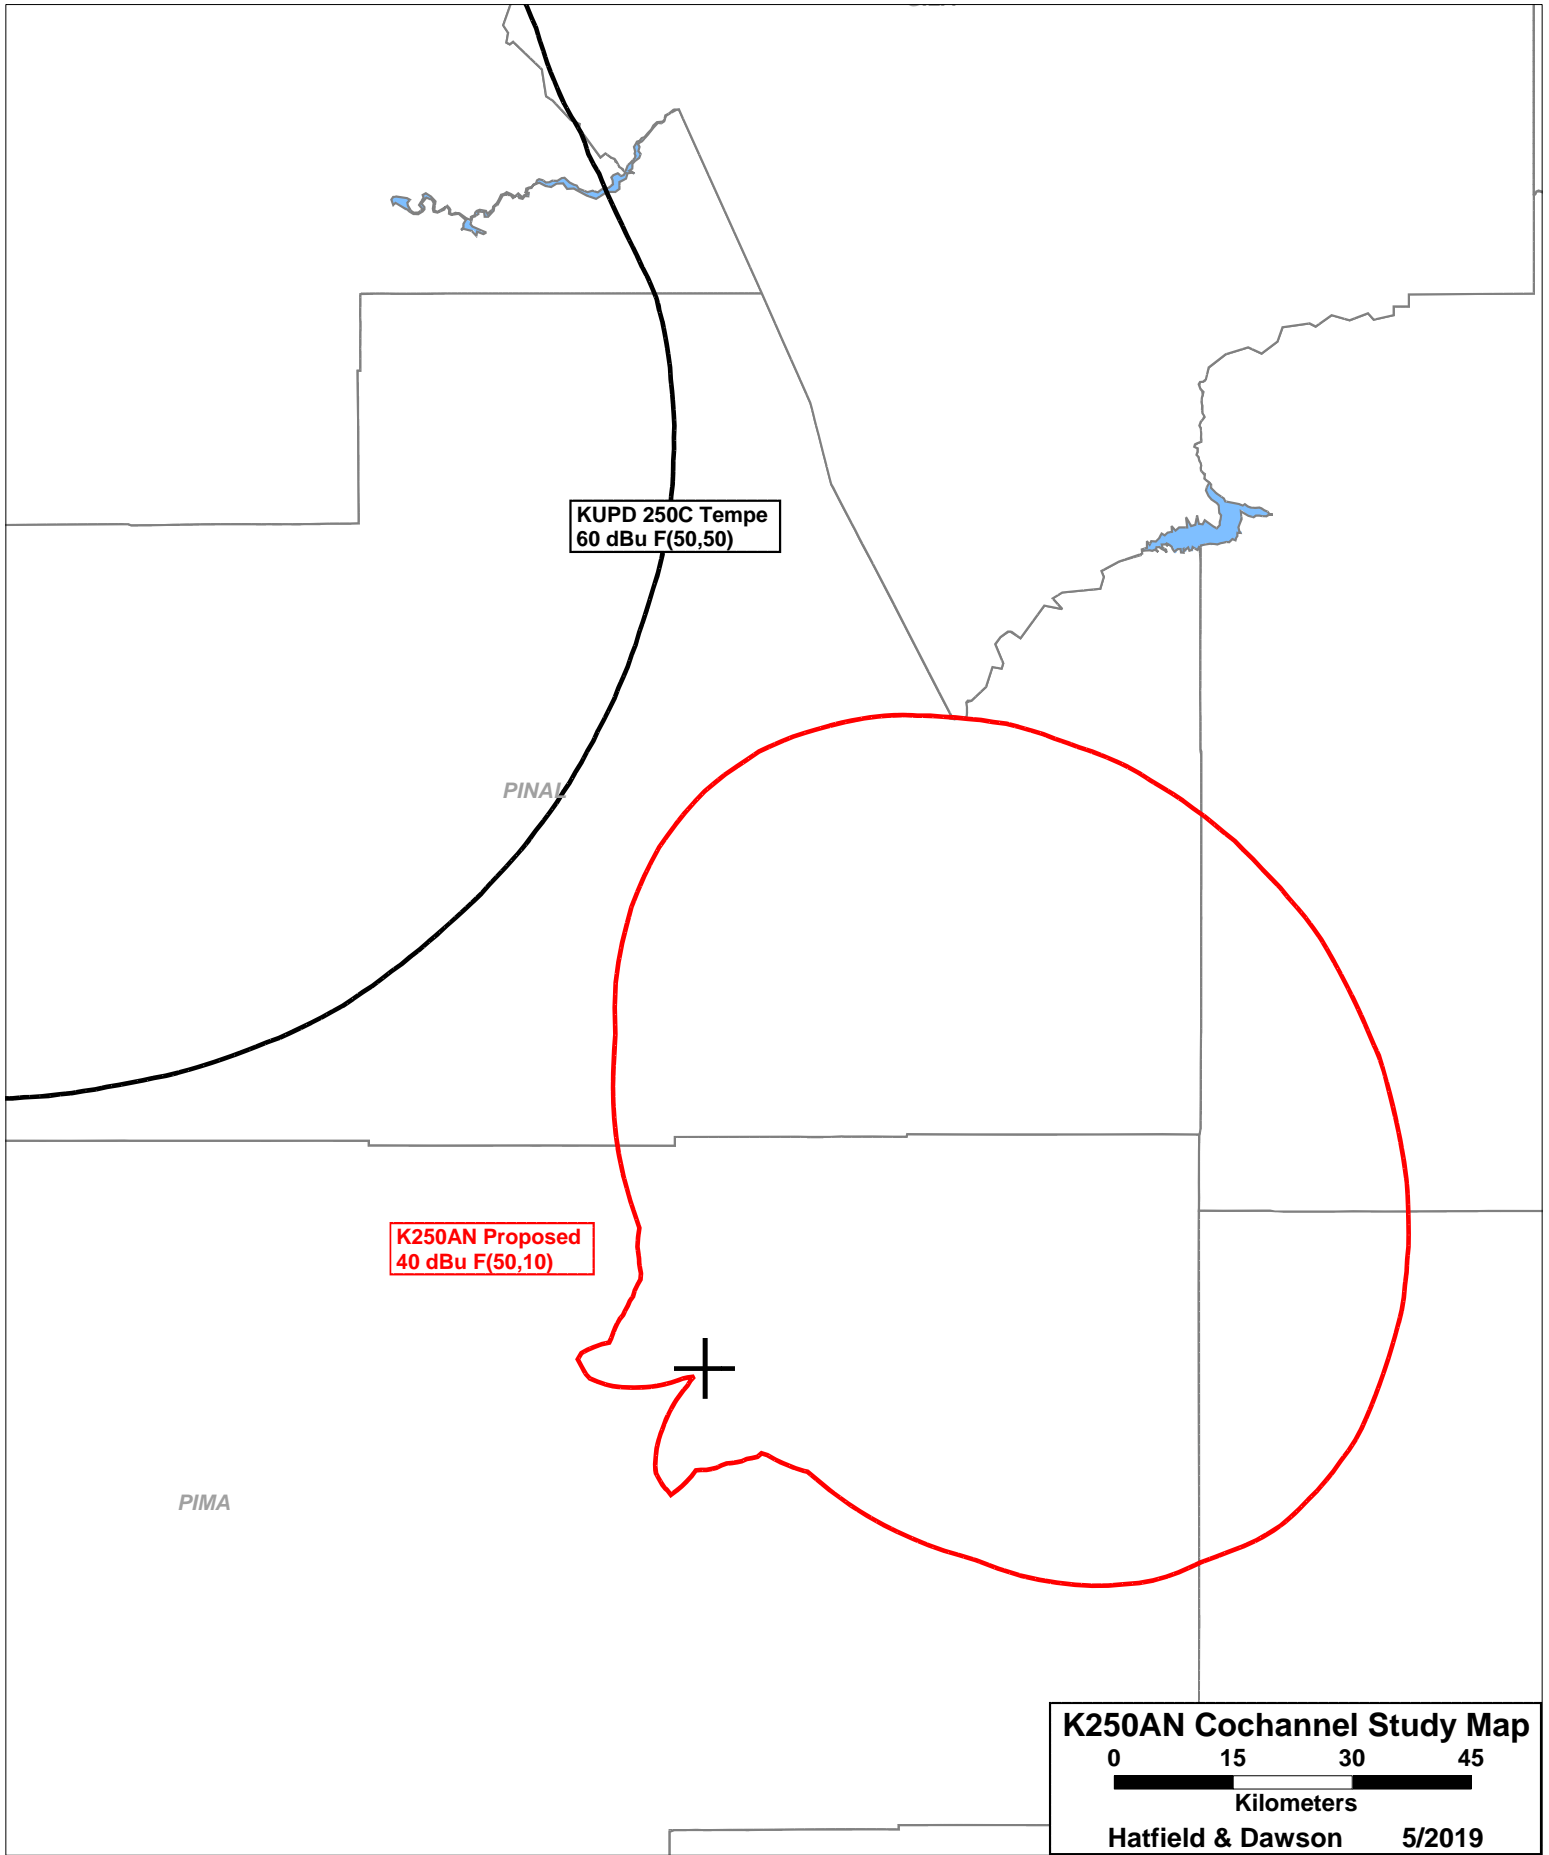 KUPD 250C Tempe
60 dBu F(50,50)
PINAL
K250AN Proposed
40 dBu F(50,10)
PIMA
K250AN Cochannel Study Map
0 15 30 45
Kilometers
Hatfield & Dawson 5/2019